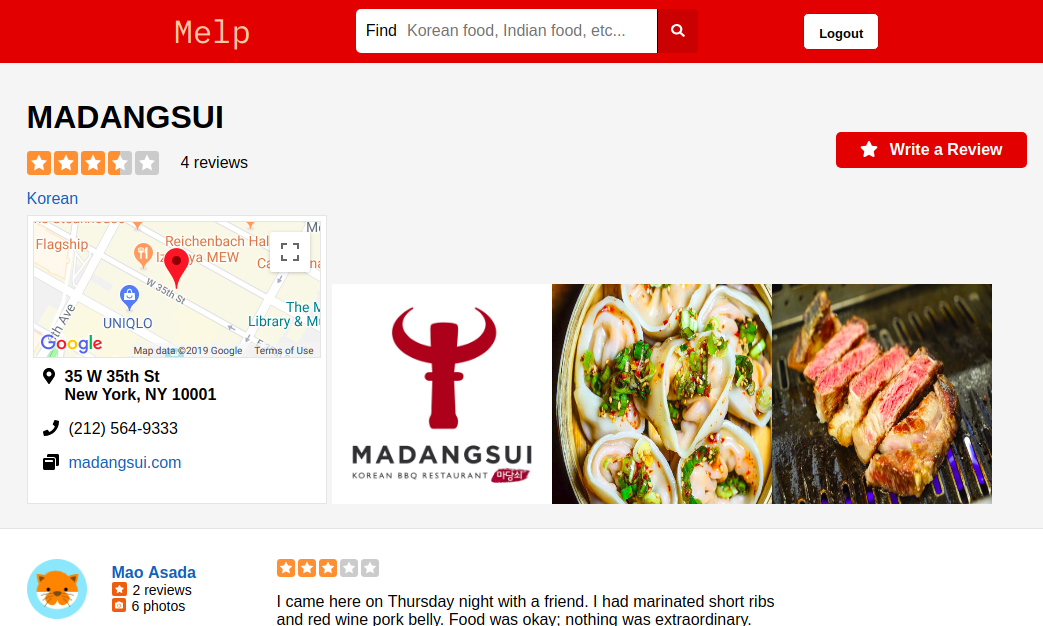 Melp
Find Korean food, Indian food, etc...
Logout
MADANGSUI
4 reviews
Write a Review
Korean
Flagship
Reichenbach Hal
MEW
W 35th St
UNIQLO
The M
Library & M
Google
Map data ©2019 Google Terms of Use
35 W 35th St
New York, NY 10001
(212) 564-9333
madangsui.com
MADANGSUI
KOREAN BBQ RESTAURANT 마당쇠
Mao Asada
2 reviews
6 photos
I came here on Thursday night with a friend. I had marinated short ribs
and red wine pork belly. Food was okay; nothing was extraordinary.